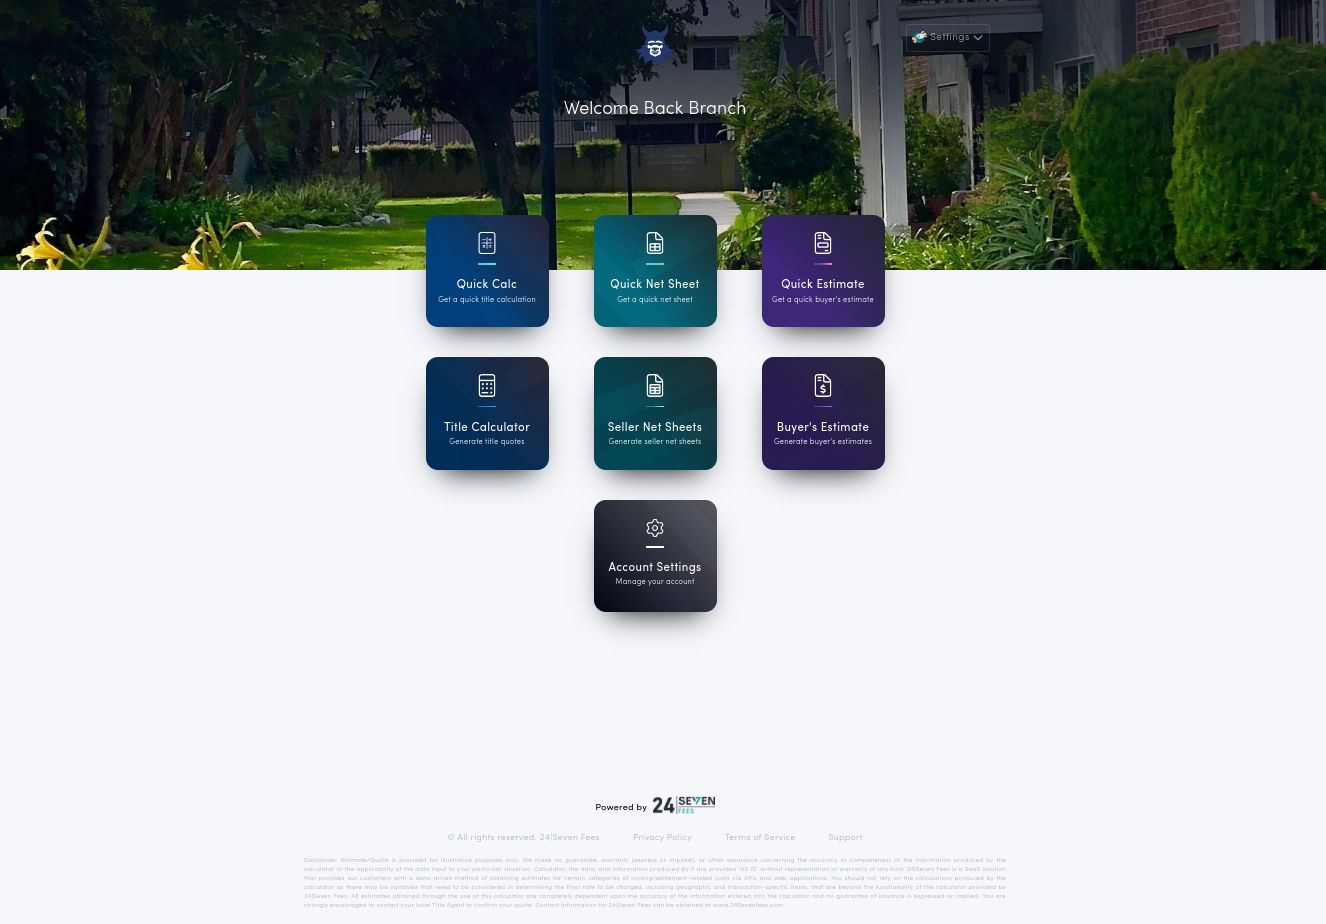 Settings
Welcome Back Branch
Quick Calc
Get a quick title calculation
Quick Net Sheet
Get a quick net sheet
Quick Estimate
Get a quick buyer's estimate
Title Calculator
Generate title quotes
Seller Net Sheets
Generate seller net sheets
Buyer's Estimate
Generate buyer's estimates
Account Settings
Manage your account
Powered by 24|SEVEN FEES
© All rights reserved. 24|Seven Fees Privacy Policy Terms of Service Support
Disclaimer: Estimate/Quote is provided for illustrative purposes only. We make no guarantee, warranty (express or implied), or other assurance concerning the accuracy or completeness of the information produced by the
calculator or the applicability of the data input to your particular situation. Calculator, the data, and information produced by it are provided "AS IS" without representation or warranty of any kind. 24|Seven Fees is a SaaS solution
that provides our customers with a data-driven method of obtaining estimates for certain categories of closing/settlement-related costs via APIs and web applications. You should not rely on the calculations produced by the
calculator as there may be variables that need to be considered in determining the final rate to be charged, including geographic and transaction-specific items, that are beyond the functionality of the calculator provided by
24|Seven Fees. All estimates obtained through the use of this calculator are completely dependent upon the accuracy of the information entered into the calculator and no guarantee of issuance is expressed or implied. You are
strongly encouraged to contact your local Title Agent to confirm your quote. Contact information for 24|Seven Fees can be obtained at www.24Sevenfees.com